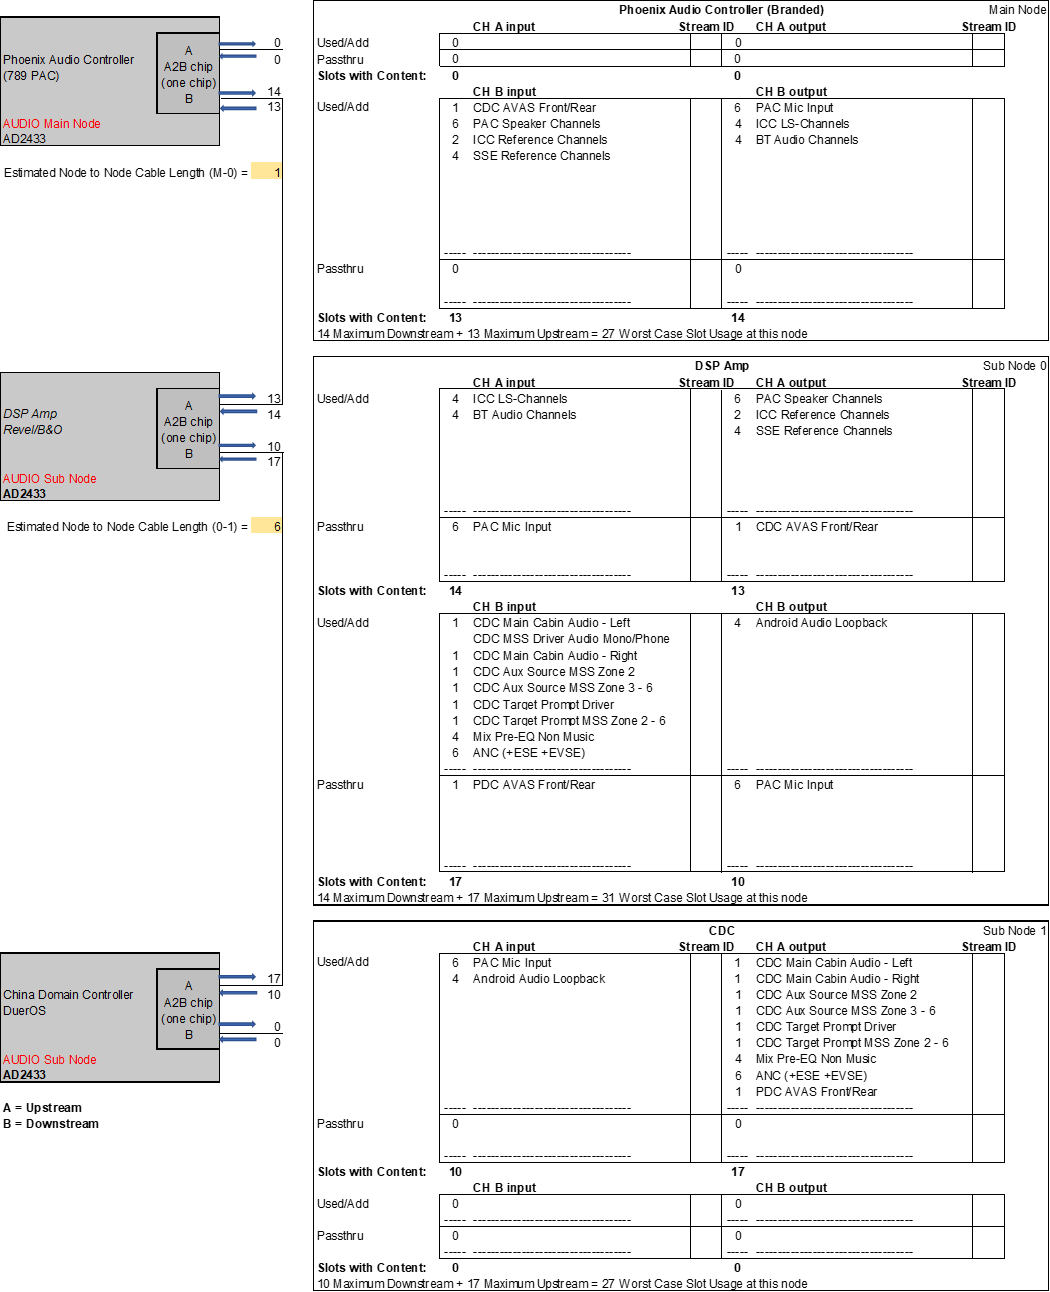 Phoenix Audio Controller (Branded) Main Node
CH A input Stream ID CH A output Stream ID
Used/Add 0 0
Passthru 0 0
Slots with Content: 0 0
CH B input CH B output
Used/Add 1 CDC AVAS Front/Rear 6 PAC Mic Input
6 PAC Speaker Channels 4 ICC LS-Channels
2 ICC Reference Channels 4 BT Audio Channels
4 SSE Reference Channels
----- ----------------------------------- ----- -----------------------------------
Passthru 0 0
----- ----------------------------------- ----- -----------------------------------
Slots with Content: 13 14
14 Maximum Downstream + 13 Maximum Upstream = 27 Worst Case Slot Usage at this node
Phoenix Audio Controller
(789 PAC)
AUDIO Main Node
AD2433
A
A2B chip
(one chip)
B
0
0
14
13
Estimated Node to Node Cable Length (M-0) = 1
DSP Amp Sub Node 0
CH A input Stream ID CH A output Stream ID
Used/Add 4 ICC LS-Channels 6 PAC Speaker Channels
4 BT Audio Channels 2 ICC Reference Channels
4 SSE Reference Channels
----- ----------------------------------- ----- -----------------------------------
Passthru 6 PAC Mic Input 1 CDC AVAS Front/Rear
----- ----------------------------------- ----- -----------------------------------
Slots with Content: 14 13
CH B input CH B output
Used/Add 1 CDC Main Cabin Audio - Left 4 Android Audio Loopback
CDC MSS Driver Audio Mono/Phone
1 CDC Main Cabin Audio - Right
1 CDC Aux Source MSS Zone 2
1 CDC Aux Source MSS Zone 3 - 6
1 CDC Target Prompt Driver
1 CDC Target Prompt MSS Zone 2 - 6
4 Mix Pre-EQ Non Music
6 ANC (+ESE +EVSE)
----- ----------------------------------- ----- -----------------------------------
Passthru 1 PDC AVAS Front/Rear 6 PAC Mic Input
----- ----------------------------------- ----- -----------------------------------
Slots with Content: 17 10
14 Maximum Downstream + 17 Maximum Upstream = 31 Worst Case Slot Usage at this node
DSP Amp
Revel/B&O
AUDIO Sub Node
AD2433
A
A2B chip
(one chip)
B
13
14
10
17
Estimated Node to Node Cable Length (0-1) = 6
CDC Sub Node 1
CH A input Stream ID CH A output Stream ID
Used/Add 6 PAC Mic Input 1 CDC Main Cabin Audio - Left
4 Android Audio Loopback 1 CDC Main Cabin Audio - Right
1 CDC Aux Source MSS Zone 2
1 CDC Aux Source MSS Zone 3 - 6
1 CDC Target Prompt Driver
1 CDC Target Prompt MSS Zone 2 - 6
4 Mix Pre-EQ Non Music
6 ANC (+ESE +EVSE)
1 PDC AVAS Front/Rear
----- ----------------------------------- ----- -----------------------------------
Passthru 0 0
----- ----------------------------------- ----- -----------------------------------
Slots with Content: 10 17
CH B input CH B output
Used/Add 0 0
----- ----------------------------------- ----- -----------------------------------
Passthru 0 0
----- ----------------------------------- ----- -----------------------------------
Slots with Content: 0 0
10 Maximum Downstream + 17 Maximum Upstream = 27 Worst Case Slot Usage at this node
China Domain Controller
DuerOS
AUDIO Sub Node
AD2433
A
A2B chip
(one chip)
B
17
10
0
0
A = Upstream
B = Downstream